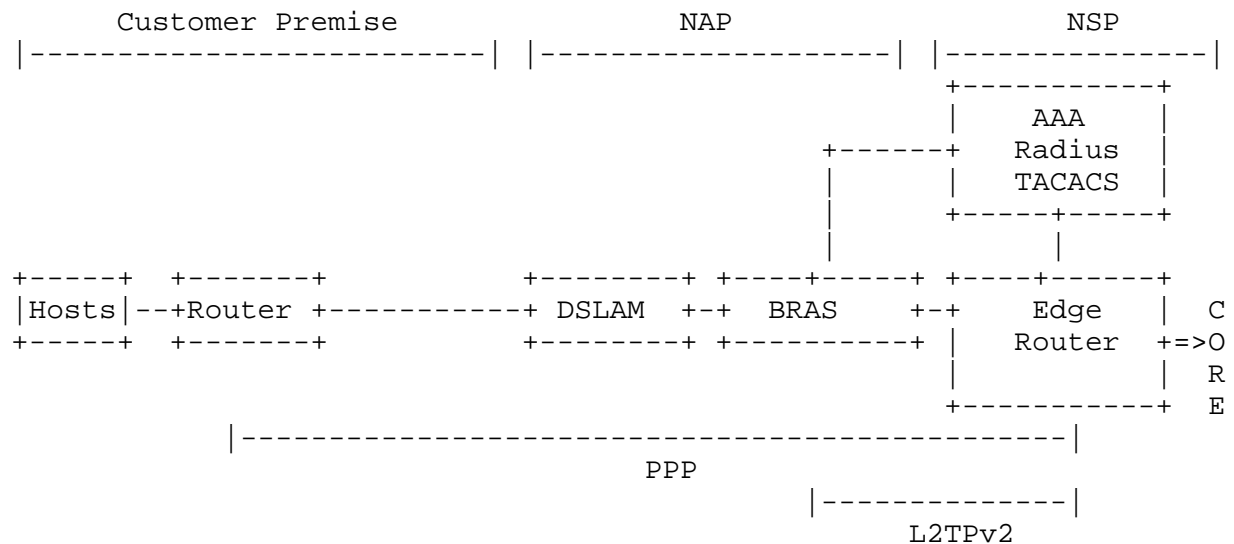 Customer Premise NAP NSP
AAA
Radius
TACACS
Hosts Router DSLAM BRAS Edge C
Router O
R
E
PPP
L2TPv2